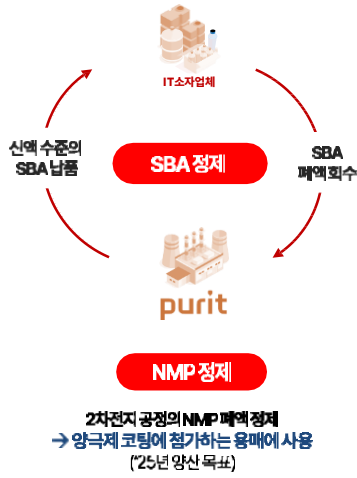 IT소자업체
신액 수준의
SBA 납품
SBA 정제
SBA
폐액 회수
purit
NMP 정제
2차전지 공정의 NMP 폐액 정제
→ 양극제 코팅에 첨가하는 용매에 사용
(‘25년 양산 목표)